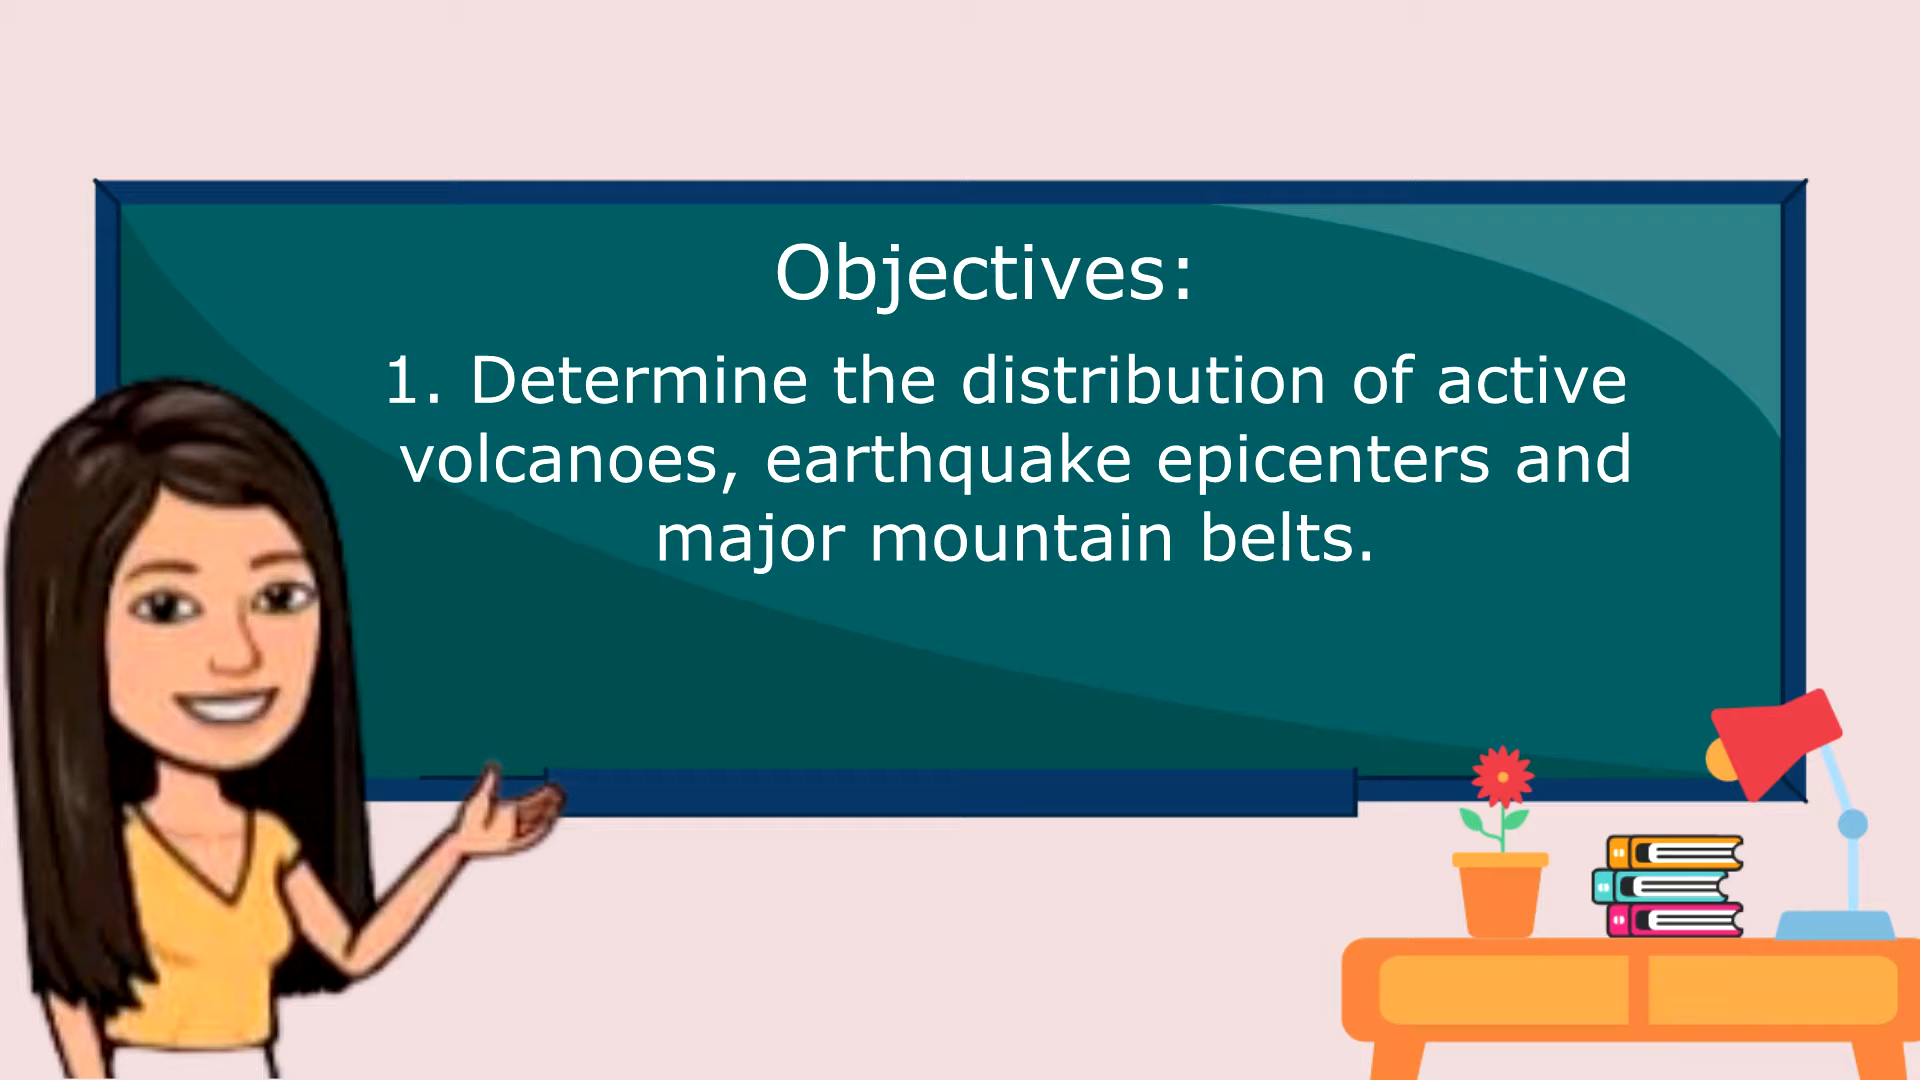 Objectives:
1. Determine the distribution of active
volcanoes, earthquake epicenters and
major mountain belts.